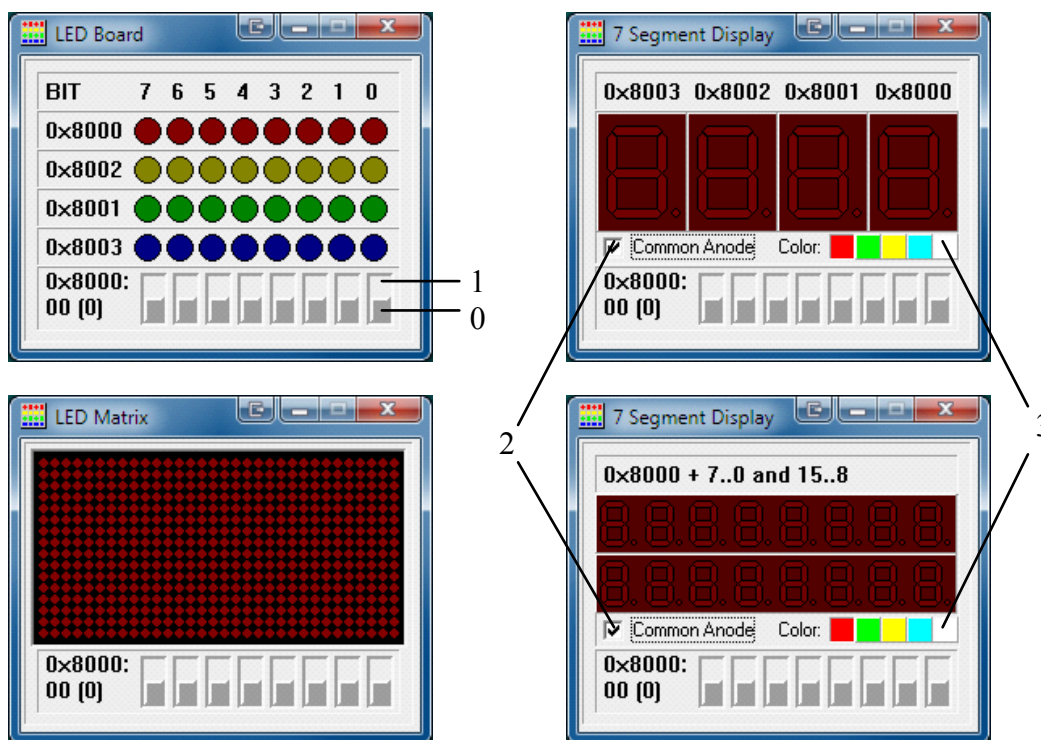 LED Board
BIT 7 6 5 4 3 2 1 0
0x8000
0x8002
0x8001
0x8003
0x8000:
00 (0)
1
0
7 Segment Display
0x8003 0x8002 0x8001 0x8000
Common Anode Color:
0x8000:
00 (0)
2
3
LED Matrix
0x8000:
00 (0)
7 Segment Display
0x8000 + 7..0 and 15..8
Common Anode Color:
0x8000:
00 (0)